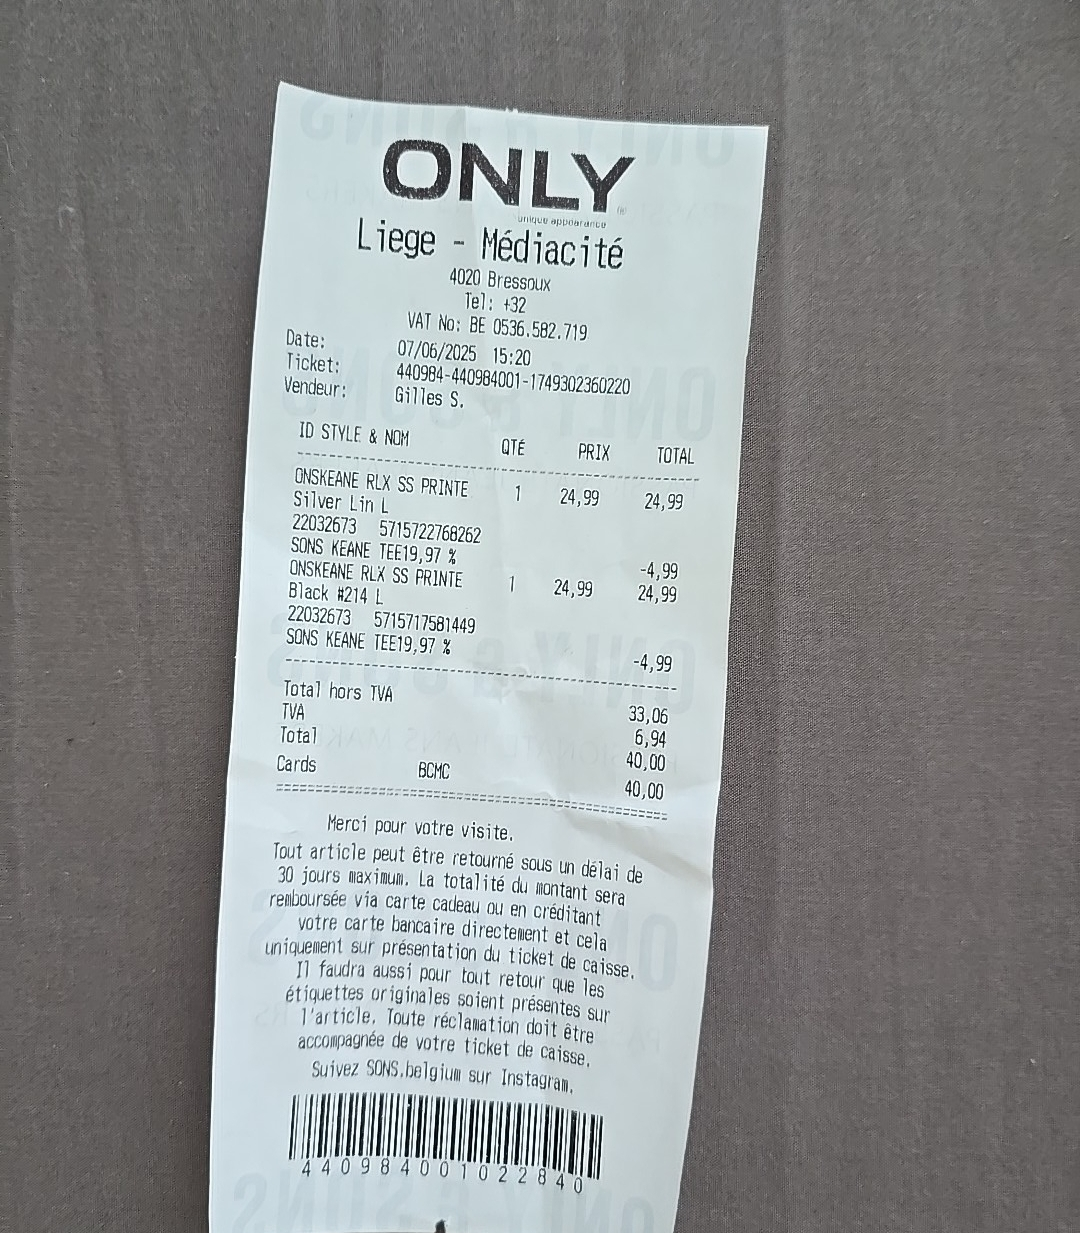 ONLY
unique appearance
Liege - Médiacité
4020 Bressoux
Tel: +32
VAT No: BE 0536.582.719
Date: 07/06/2025 15:20
Ticket: 440984-440984001-1749302360220
Vendeur: Gilles S.
ID STYLE & NOM QTÉ PRIX TOTAL
ONSKEANE RLX SS PRINTE 1 24,99 24,99
Silver Lin L
22032673 5715722768262
SONS KEANE TEE19,97 % -4,99
ONSKEANE RLX SS PRINTE 1 24,99 24,99
Black #214 L
22032673 5715717581449
SONS KEANE TEE19,97 % -4,99
Total hors TVA 33,06
TVA 6,94
Total 40,00
Cards BCMC 40,00
Merci pour votre visite.
Tout article peut être retourné sous un délai de
30 jours maximum. La totalité du montant sera
remboursée via carte cadeau ou en créditant
votre carte bancaire directement et cela
uniquement sur présentation du ticket de caisse.
Il faudra aussi pour tout retour que les
étiquettes originales soient présentes sur
l'article. Toute réclamation doit être
accompagnée de votre ticket de caisse.
Suivez SONS.belgium sur Instagram.
440984001022840